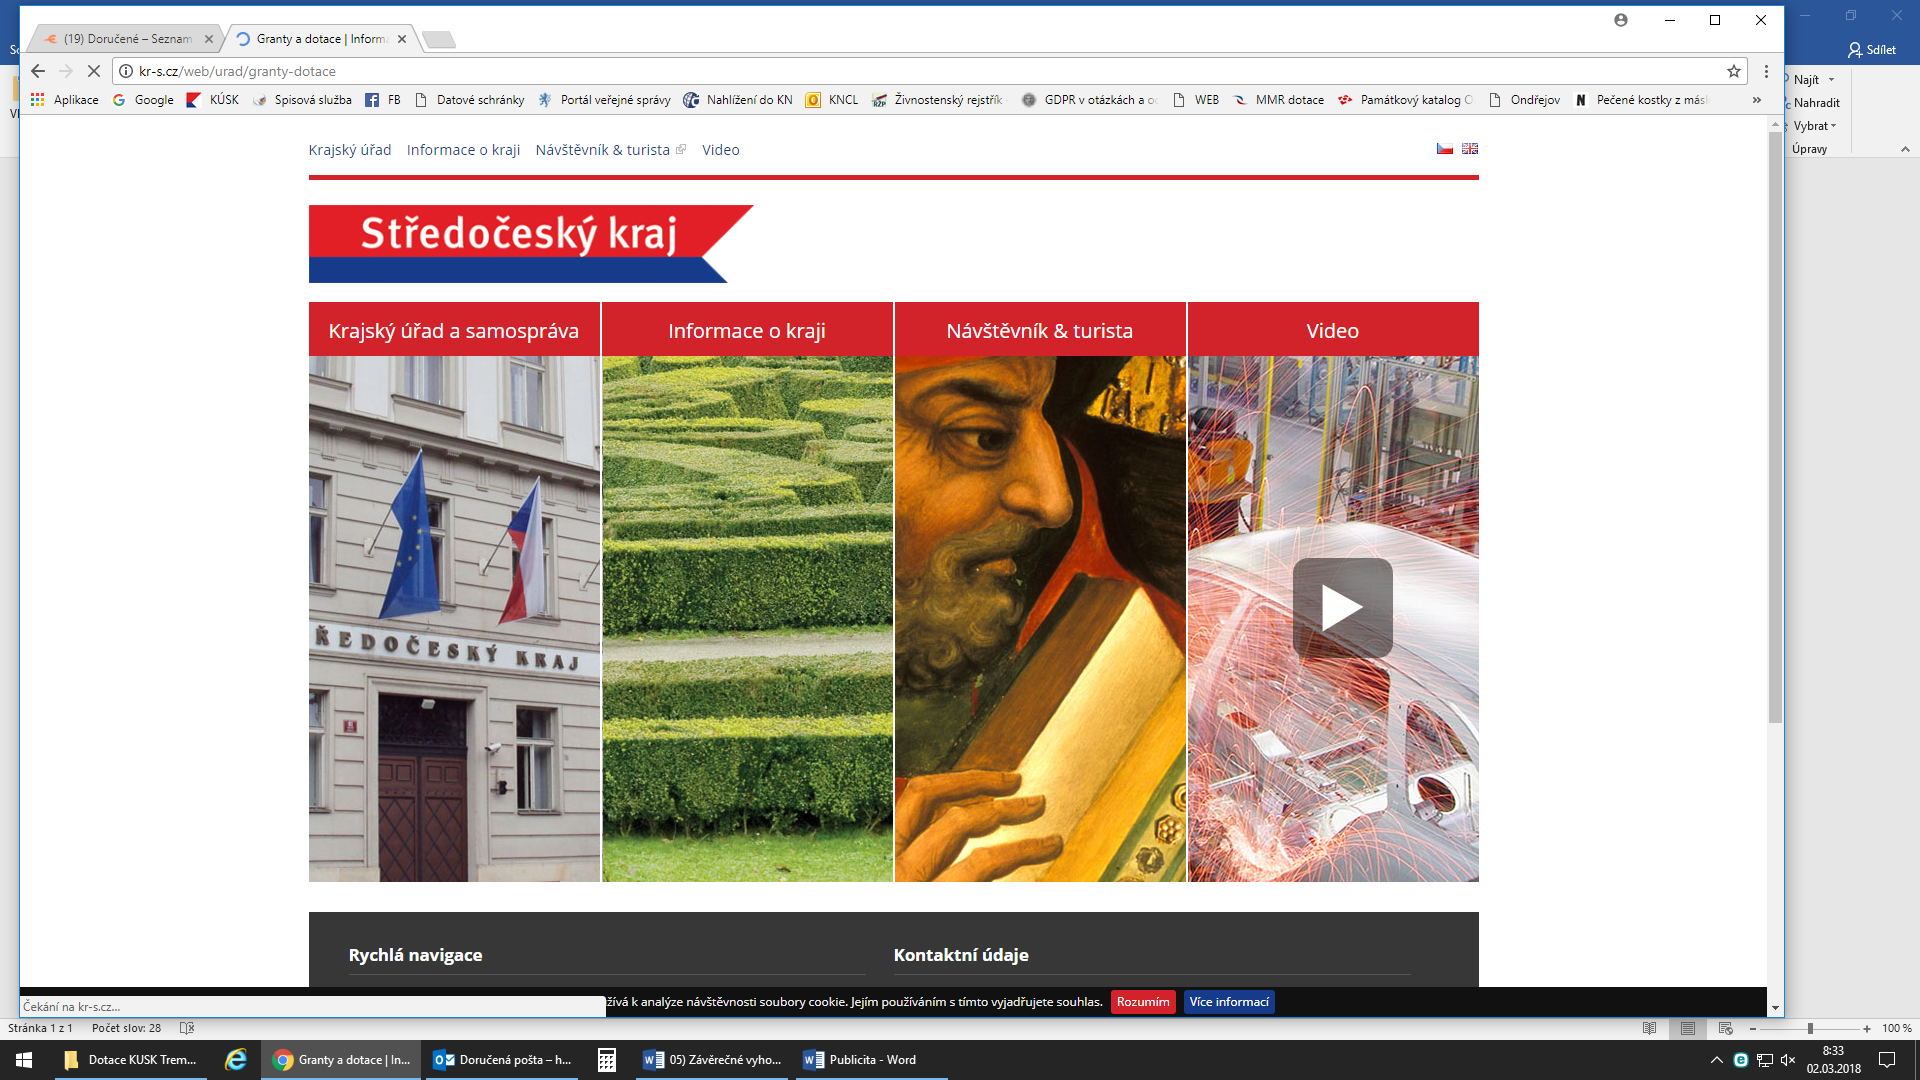 (19) Doručené – Seznam
Granty a dotace | Inform
kr-s.cz/web/urad/granty-dotace
Sdílet
Aplikace
Google
KÚSK
Spisová služba
FB
Datové schránky
Portál veřejné správy
Nahlížení do KN
KNCL
Živnostenský rejstřík
GDPR v otázkách a o
WEB
MMR dotace
Památkový katalog
Ondřejov
Pečené kostky z más
»
Najít
Nahradit
Vybrat
Úpravy
Krajský úřad
Informace o kraji
Návštěvník & turista
Video
Středočeský kraj
Krajský úřad a samospráva
Informace o kraji
Návštěvník & turista
Video
ŘEDOČESKÝ KRAJ
Rychlá navigace
Kontaktní údaje
Čekání na kr-s.cz...
žívá k analýze návštěvnosti soubory cookie. Jejím používáním s tímto vyjadřujete souhlas.
Rozumím
Více informací
Stránka 1 z 1
Počet slov: 28
100 %
Dotace KUSK Trem...
Granty a dotace | In...
Doručená pošta – h...
05) Závěrečné vyho...
Publicita - Word
8:33
02.03.2018